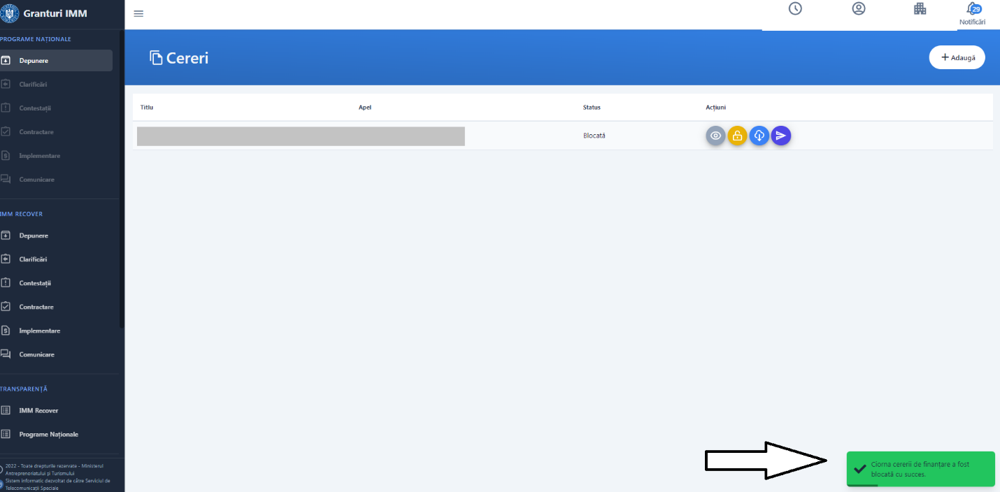 Granturi IMM
29
Notificări
PROGRAME NAȚIONALE
Depunere
Clarificări
Contestații
Contractare
Implementare
Comunicare
IMM RECOVER
Depunere
Clarificări
Contestații
Contractare
Implementare
Comunicare
TRANSPARENȚĂ
IMM Recover
Programe Naționale
2022 - Toate drepturile rezervate - Ministerul
Antreprenoriatului și Turismului
Sistem informatic dezvoltat de către Serviciul de
Telecomunicații Speciale
Cereri
+ Adaugă
Titlu Apel Status Acțiuni
Blocată
Ciorna cererii de finanțare a fost
blocată cu succes.